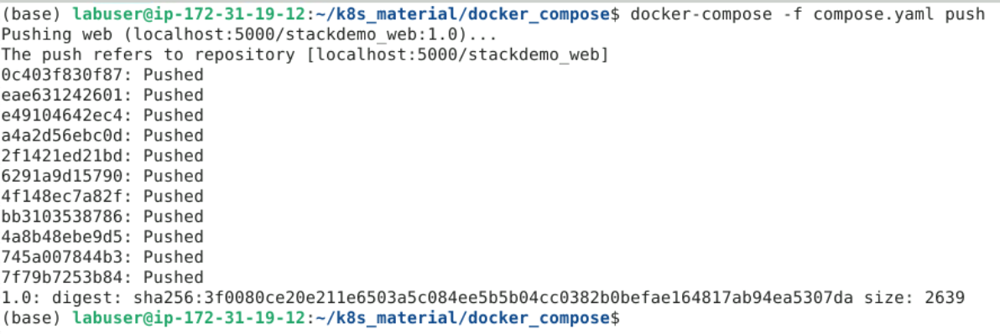 (base) labuser@ip-172-31-19-12:~/k8s_material/docker_compose$ docker-compose -f compose.yaml push
Pushing web (localhost:5000/stackdemo_web:1.0)...
The push refers to repository [localhost:5000/stackdemo_web]
0c403f830f87: Pushed
eae631242601: Pushed
e49104642ec4: Pushed
a4a2d56ebc0d: Pushed
2f1421ed21bd: Pushed
6291a9d15790: Pushed
4f148ec7a82f: Pushed
bb3103538786: Pushed
4a8b48ebe9d5: Pushed
745a007844b3: Pushed
7f79b7253b84: Pushed
1.0: digest: sha256:3f0080ce20e211e6503a5c084ee5b5b04cc0382b0befae164817ab94ea5307da size: 2639
(base) labuser@ip-172-31-19-12:~/k8s_material/docker_compose$